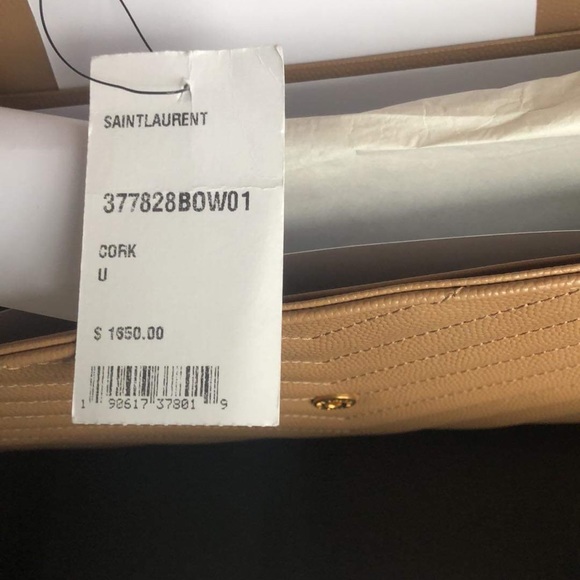 SAINTLAURENT
377828BOW01
CORK
U
$ 1650.00
1 90617 37801 9